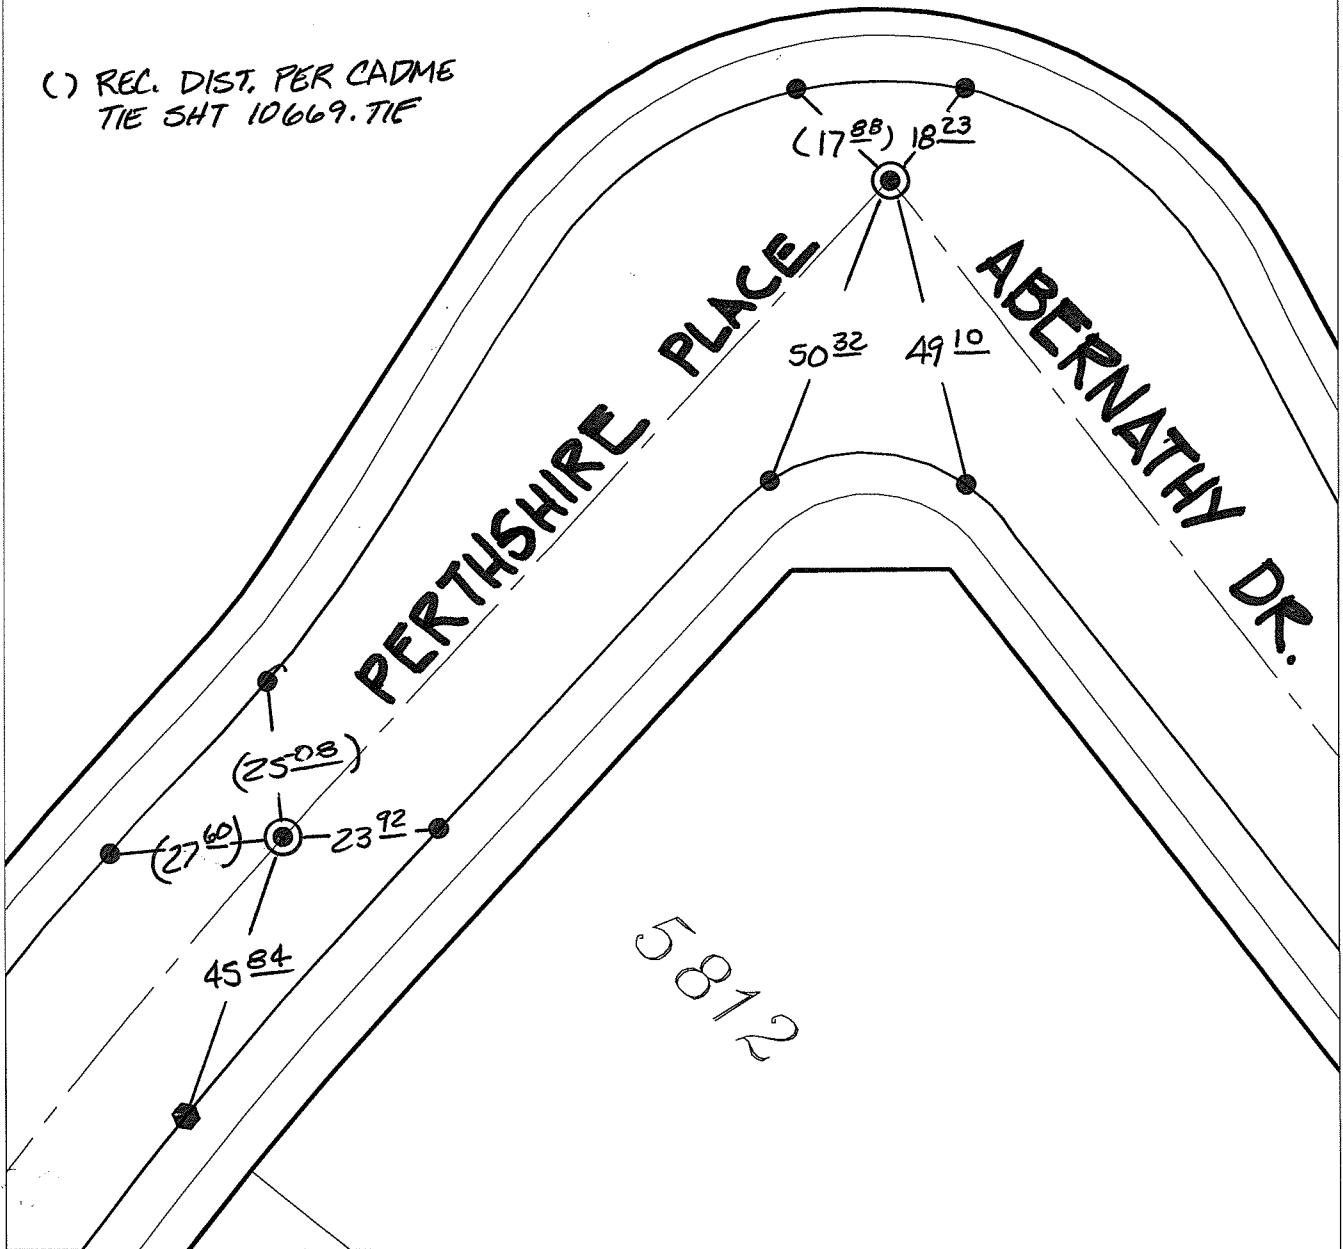 () REC. DIST. PER CADME
TIE SHT 10669.TIE
(17 88) 18 23
PERTHSHIRE PLACE
ABERNATHY DR.
50 32 49 10
(25 08)
(27 60) 23 92
45 84
5812